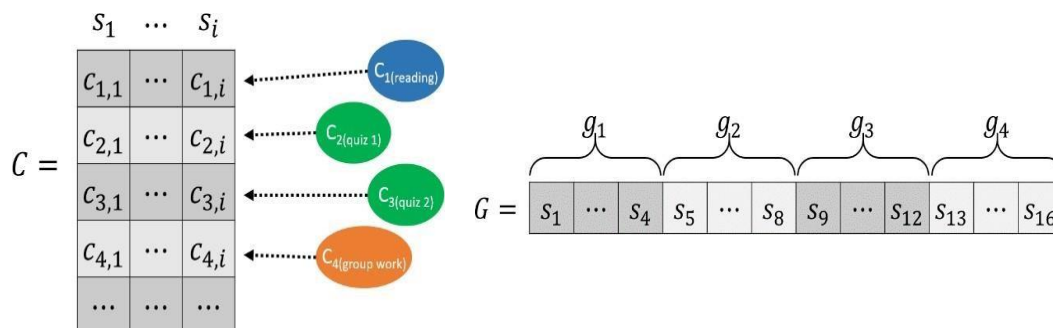 s₁ ⋯ sᵢ
c₁,₁ ⋯ c₁,ᵢ
C₁(reading)
c₂,₁ ⋯ c₂,ᵢ
C₂(quiz 1)
C =
c₃,₁ ⋯ c₃,ᵢ
C₃(quiz 2)
c₄,₁ ⋯ c₄,ᵢ
C₄(group work)
⋯ ⋯ ⋯
g₁ g₂ g₃ g₄
G = s₁ ⋯ s₄ s₅ ⋯ s₈ s₉ ⋯ s₁₂ s₁₃ ⋯ s₁₆